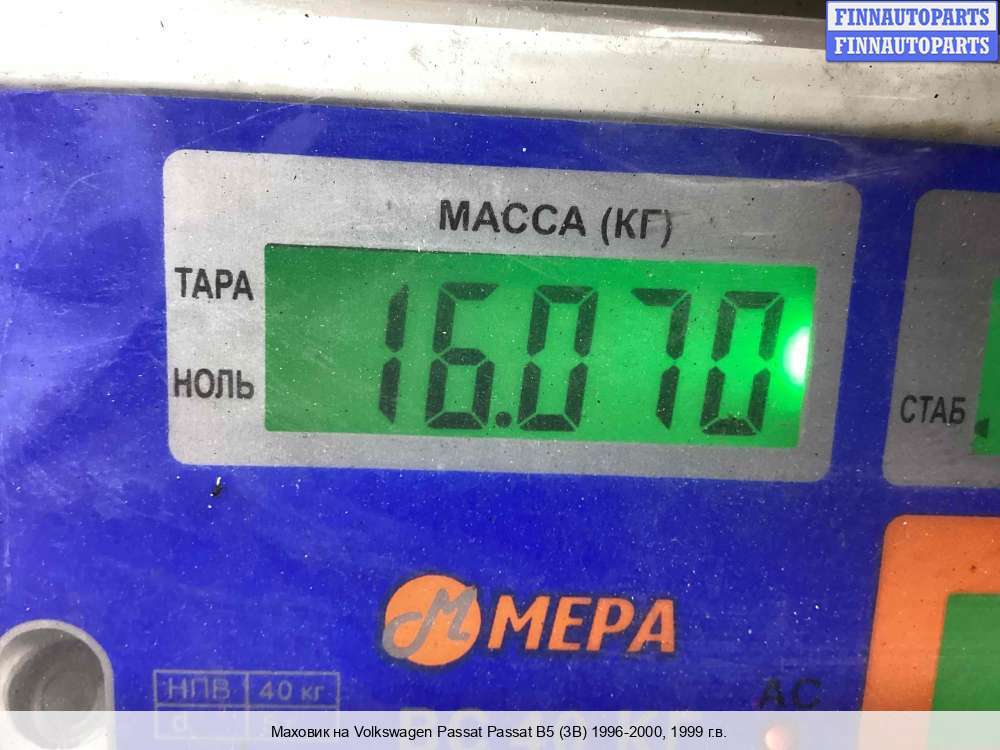 FINNAUTOPARTS
FINNAUTOPARTS
МАССА (КГ)
ТАРА
16.070
НОЛЬ
СТАБ
М МЕРА
НПВ 40 кг
АС
d
Маховик на Volkswagen Passat Passat B5 (3B) 1996-2000, 1999 г.в.